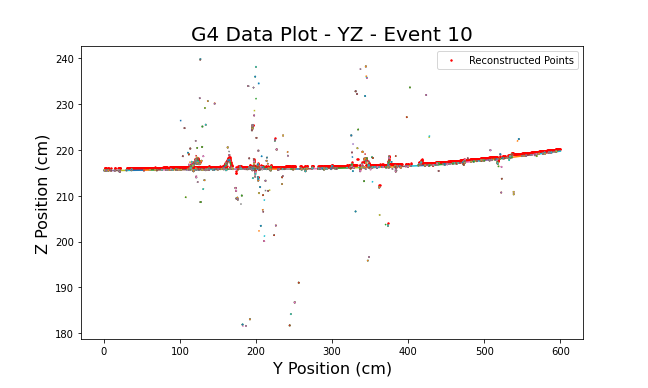 G4 Data Plot - YZ - Event 10
Reconstructed Points
240
230
220
210
200
190
180
Z Position (cm)
0 100 200 300 400 500 600
Y Position (cm)